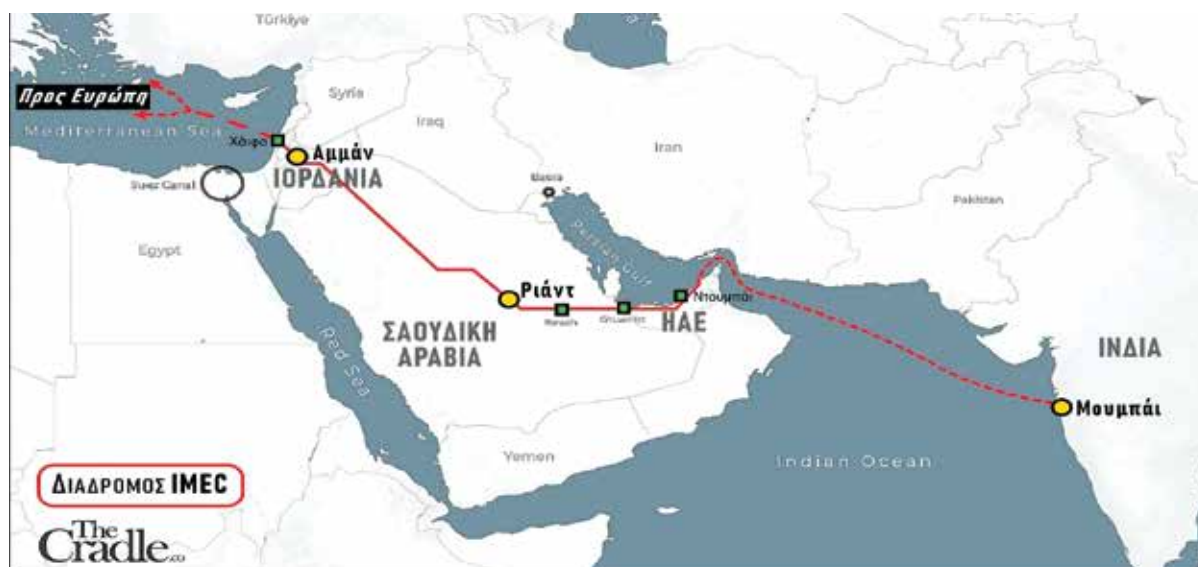 Türkiye
Προς Ευρώπη
Mediterranean Sea
Syria
Iraq
Iran
Χάιφα
Αμμάν
ΙΟΡΔΑΝΙΑ
Suez Canal
Egypt
Basra
Persian Gulf
Pakistan
Ριάντ
Ντουμπάι
ΗΑΕ
ΣΑΟΥΔΙΚΗ
ΑΡΑΒΙΑ
Red Sea
ΙΝΔΙΑ
Μουμπάι
Yemen
Indian Ocean
ΔΙΑΔΡΟΜΟΣ IMEC
The
Cradle.co